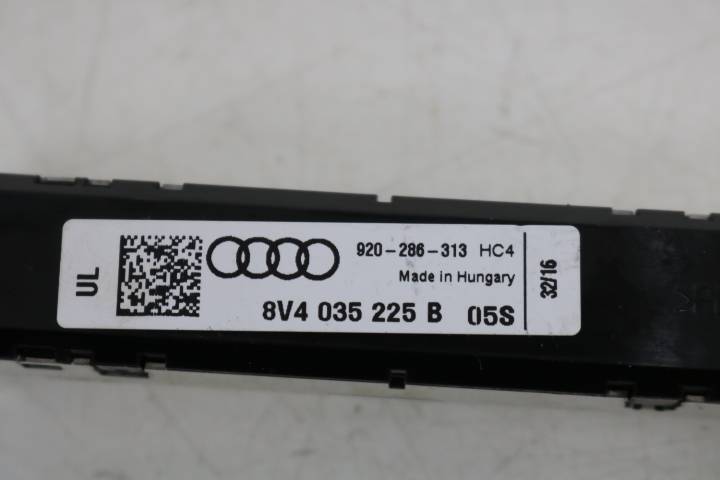 UL
920-286-313 HC4
Made in Hungary
8V4 035 225 B 05S
32/16